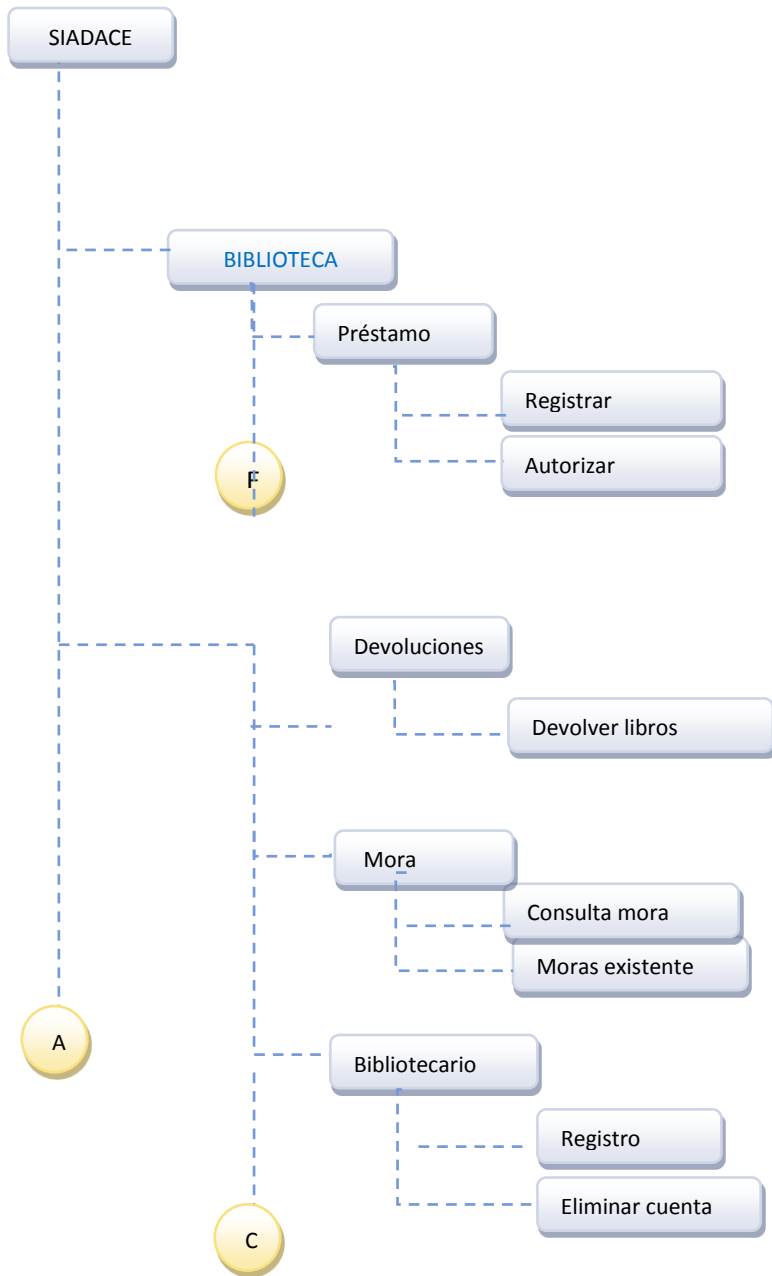 SIADACE
BIBLIOTECA
Préstamo
Registrar
Autorizar
F
Devoluciones
Devolver libros
Mora
Consulta mora
Moras existente
A
Bibliotecario
Registro
Eliminar cuenta
C